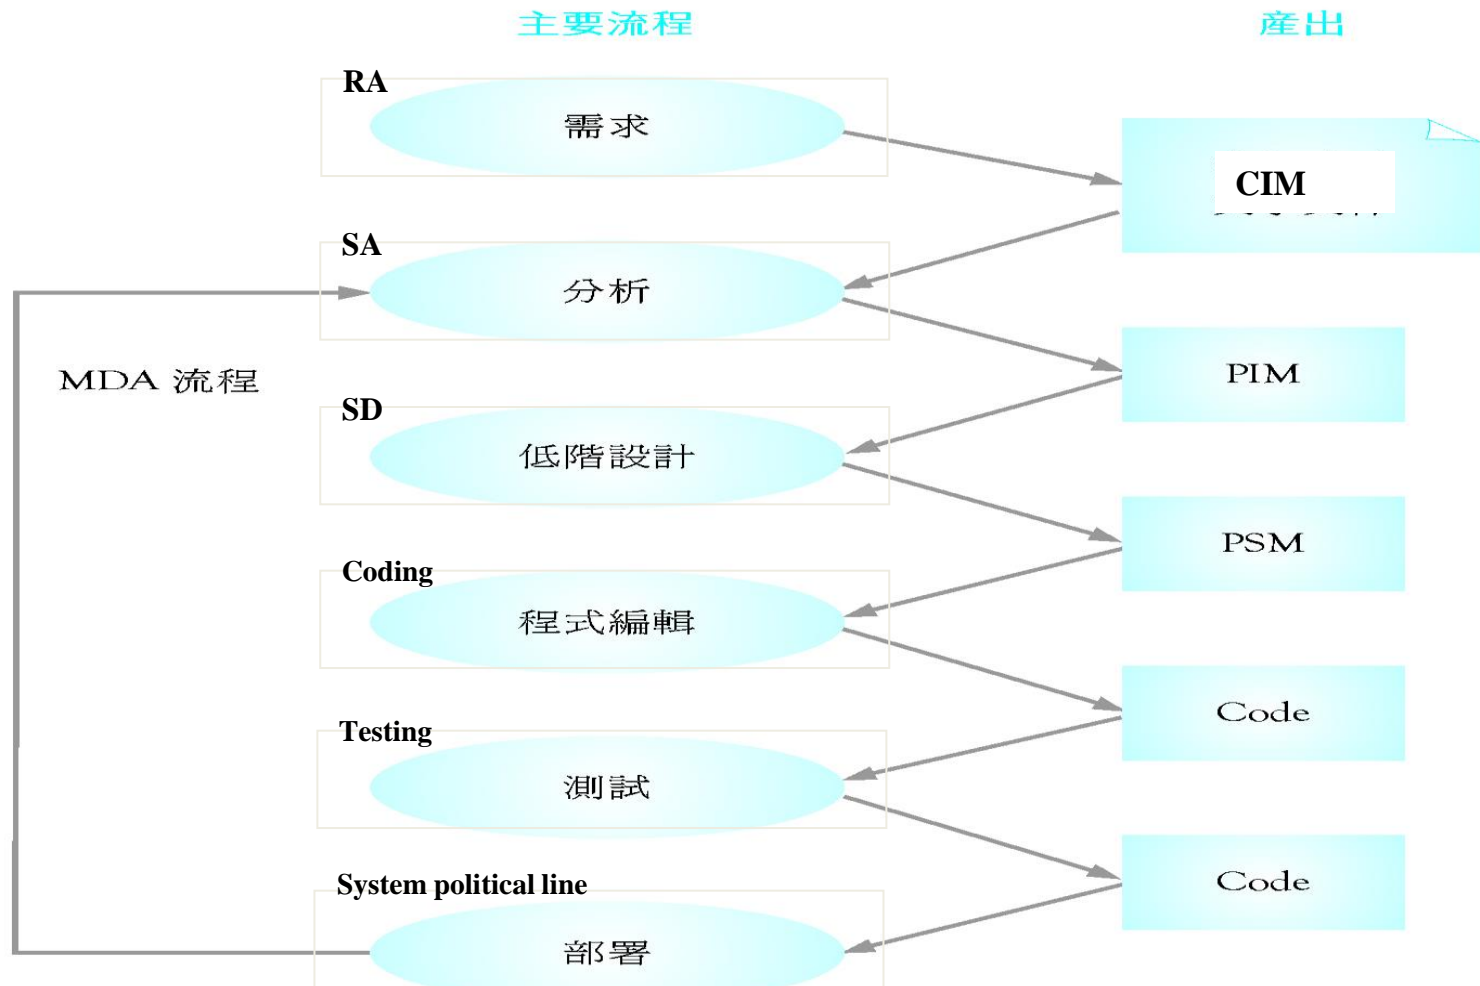 主要流程
產出
RA
需求
CIM
SA
分析
MDA 流程
PIM
SD
低階設計
PSM
Coding
程式編輯
Code
Testing
測試
Code
System political line
部署